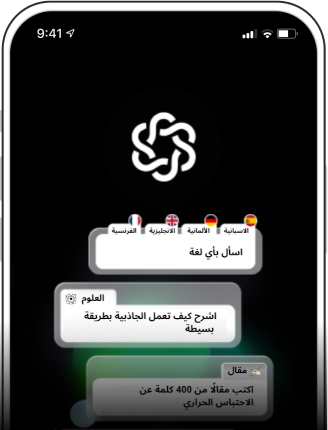 9:41
الاسبانية الألمانية الانجليزية الفرنسية
اسأل بأي لغة
العلوم
اشرح كيف تعمل الجاذبية بطريقة
بسيطة
مقال
اكتب مقالًا من 400 كلمة عن
الاحتباس الحراري